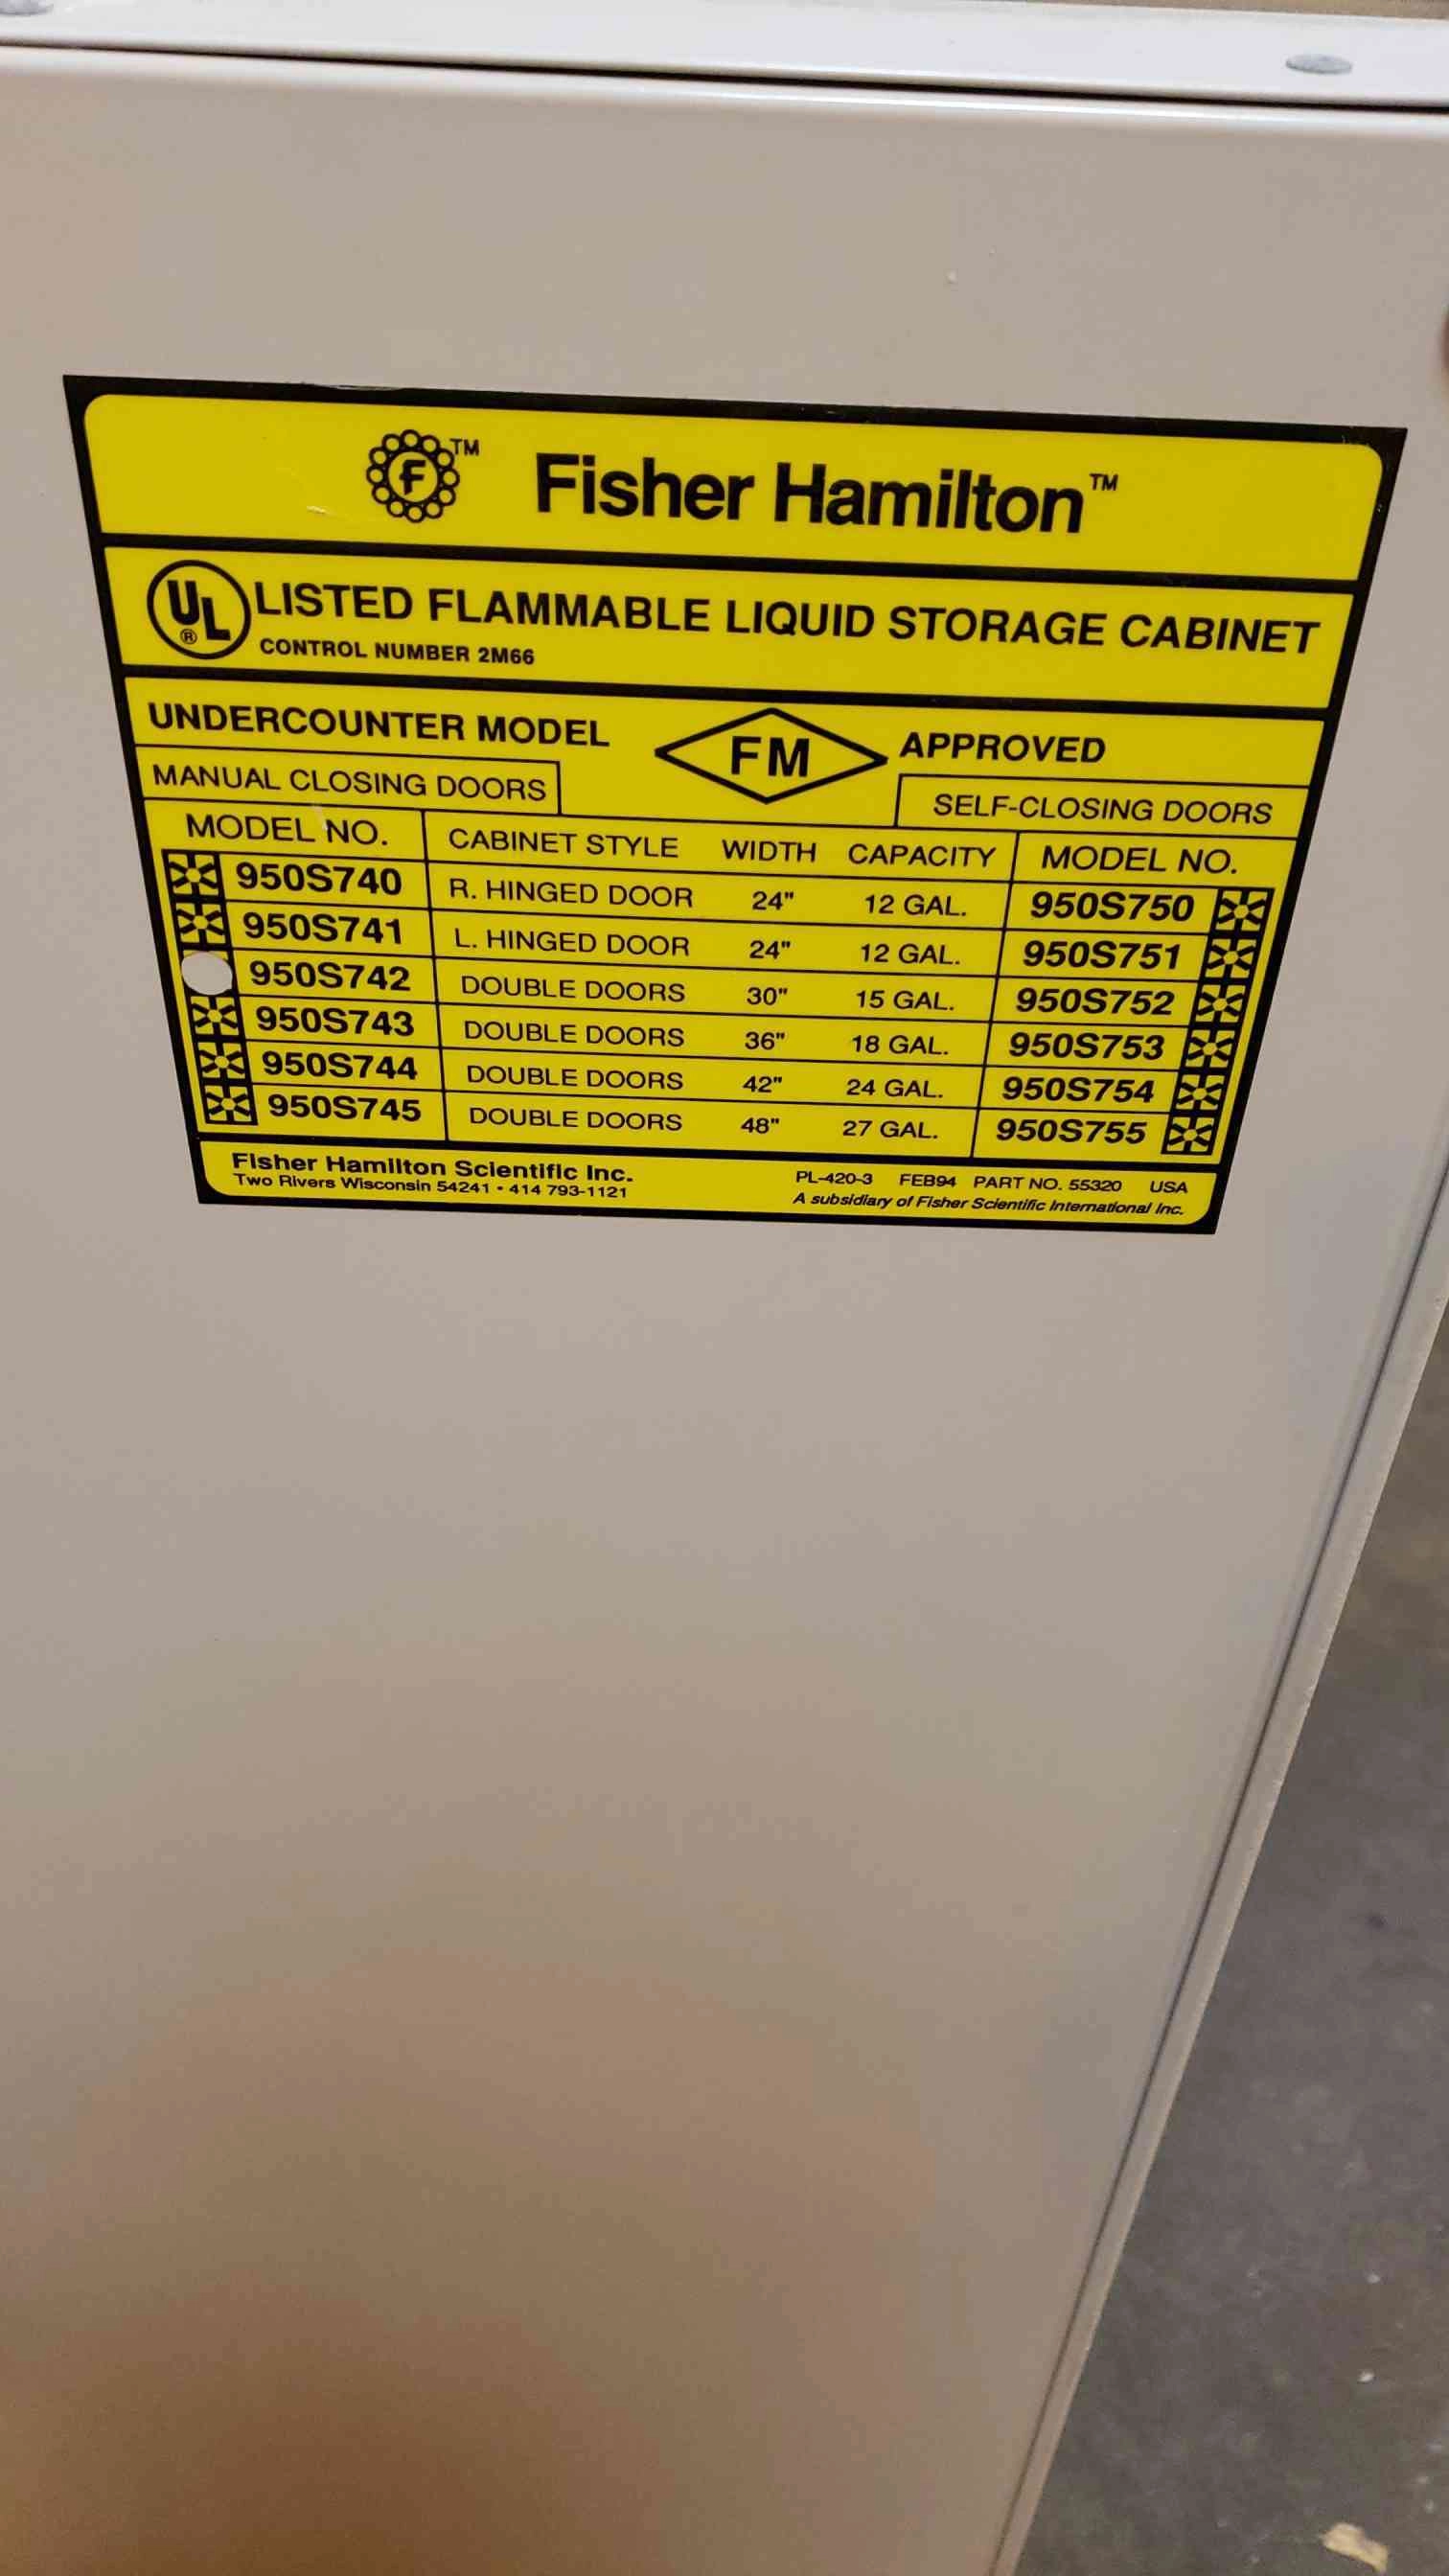 F™ Fisher Hamilton™
UL® LISTED FLAMMABLE LIQUID STORAGE CABINET
CONTROL NUMBER 2M66
UNDERCOUNTER MODEL FM APPROVED
MANUAL CLOSING DOORS SELF-CLOSING DOORS
MODEL NO. CABINET STYLE WIDTH CAPACITY MODEL NO.
950S740 R. HINGED DOOR 24" 12 GAL. 950S750
950S741 L. HINGED DOOR 24" 12 GAL. 950S751
950S742 DOUBLE DOORS 30" 15 GAL. 950S752
950S743 DOUBLE DOORS 36" 18 GAL. 950S753
950S744 DOUBLE DOORS 42" 24 GAL. 950S754
950S745 DOUBLE DOORS 48" 27 GAL. 950S755
Fisher Hamilton Scientific Inc.
Two Rivers Wisconsin 54241 • 414 793-1121
PL-420-3 FEB94 PART NO. 55320 USA
A subsidiary of Fisher Scientific International Inc.